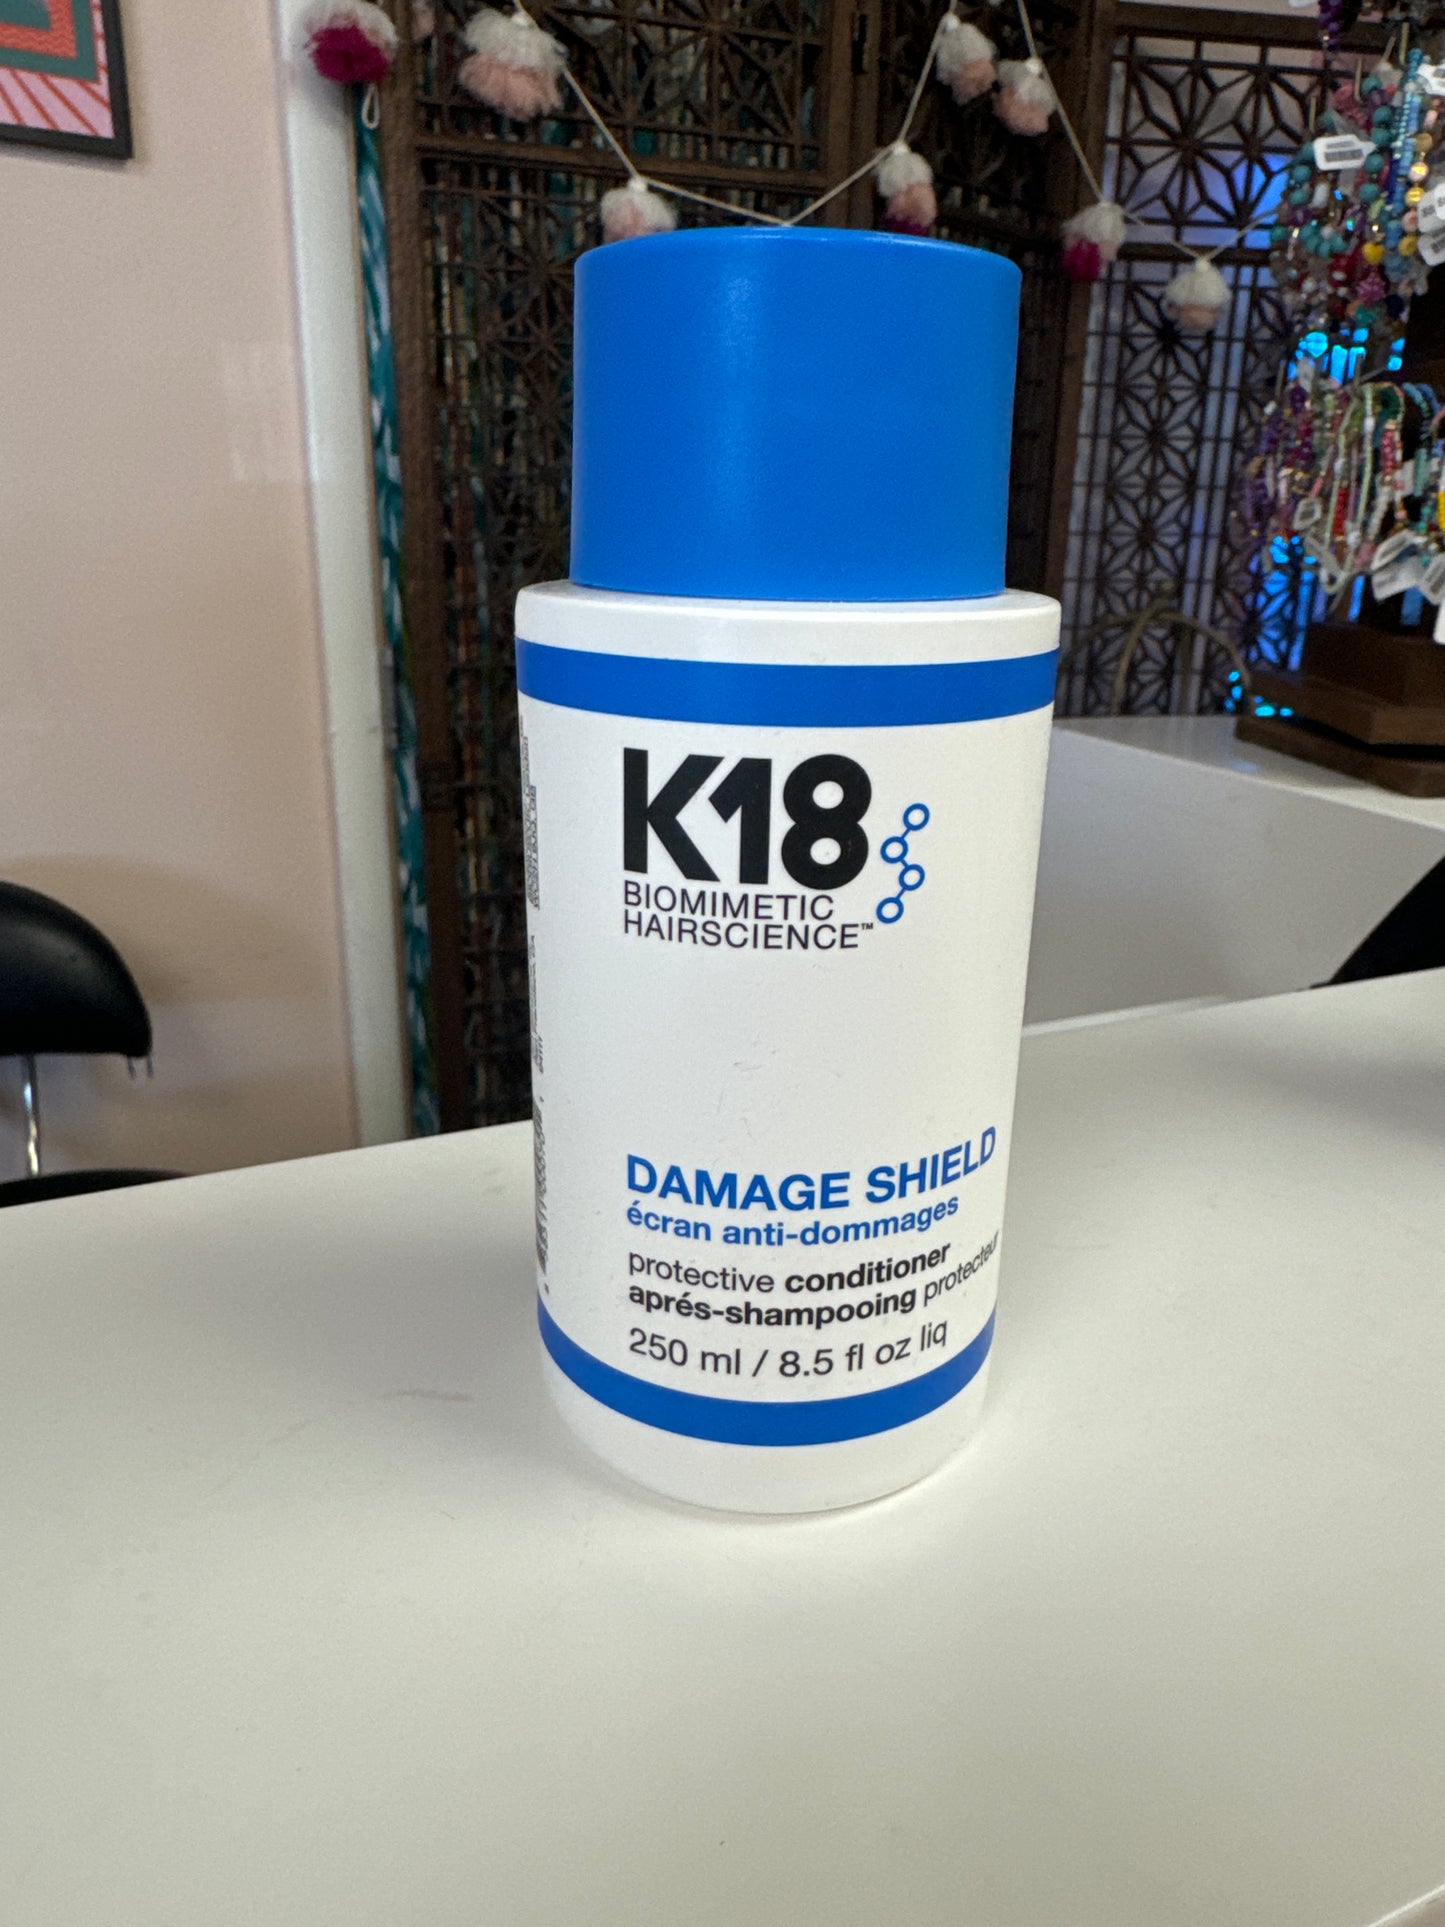 K18
BIOMIMETIC
HAIRSCIENCE™
DAMAGE SHIELD
écran anti-dommages
protective conditioner
aprés-shampooing protecteur
250 ml / 8.5 fl oz liq